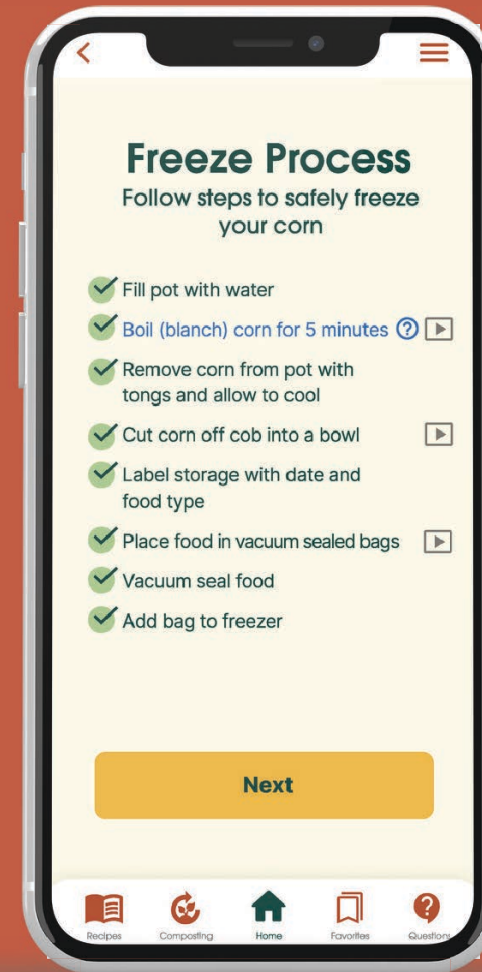 Freeze Process
Follow steps to safely freeze
your corn
Fill pot with water
Boil (blanch) corn for 5 minutes ?
Remove corn from pot with
tongs and allow to cool
Cut corn off cob into a bowl
Label storage with date and
food type
Place food in vacuum sealed bags
Vacuum seal food
Add bag to freezer
Next
Recipes Composting Home Favorites Questions